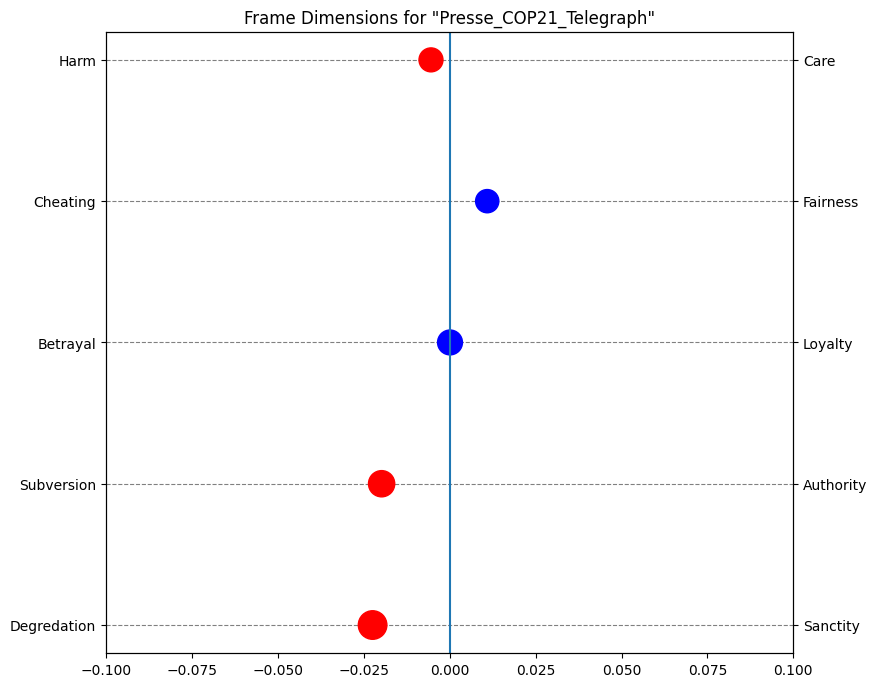 Frame Dimensions for "Presse_COP21_Telegraph"
Harm Care
Cheating Fairness
Betrayal Loyalty
Subversion Authority
Degredation Sanctity
−0.100 −0.075 −0.050 −0.025 0.000 0.025 0.050 0.075 0.100